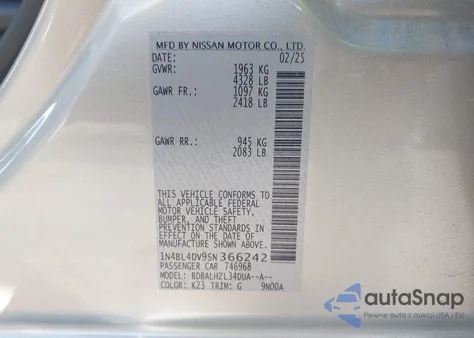 MFD BY NISSAN MOTOR CO., LTD.
DATE: 02/25
GVWR: 1963 KG
4328 LB
GAWR FR.: 1097 KG
2418 LB
GAWR RR.: 945 KG
2083 LB
THIS VEHICLE CONFORMS TO
ALL APPLICABLE FEDERAL
MOTOR VEHICLE SAFETY,
BUMPER, AND THEFT
PREVENTION STANDARDS IN
EFFECT ON THE DATE OF
MANUFACTURE SHOWN ABOVE.
1N4BL4DV9SN366242
PASSENGER CAR 746968
MODEL: BDBALHZL34DUA--A--
COLOR: K23 TRIM: G 9N00A
autoSnap
Pewne auta z USA i Kanady